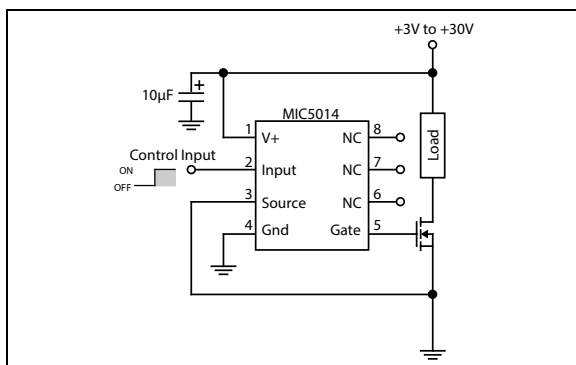 +3V to +30V
10µF
+
MIC5014
1 V+ NC 8
Control Input
ON
OFF
2 Input NC 7
3 Source NC 6
4 Gnd Gate 5
Load